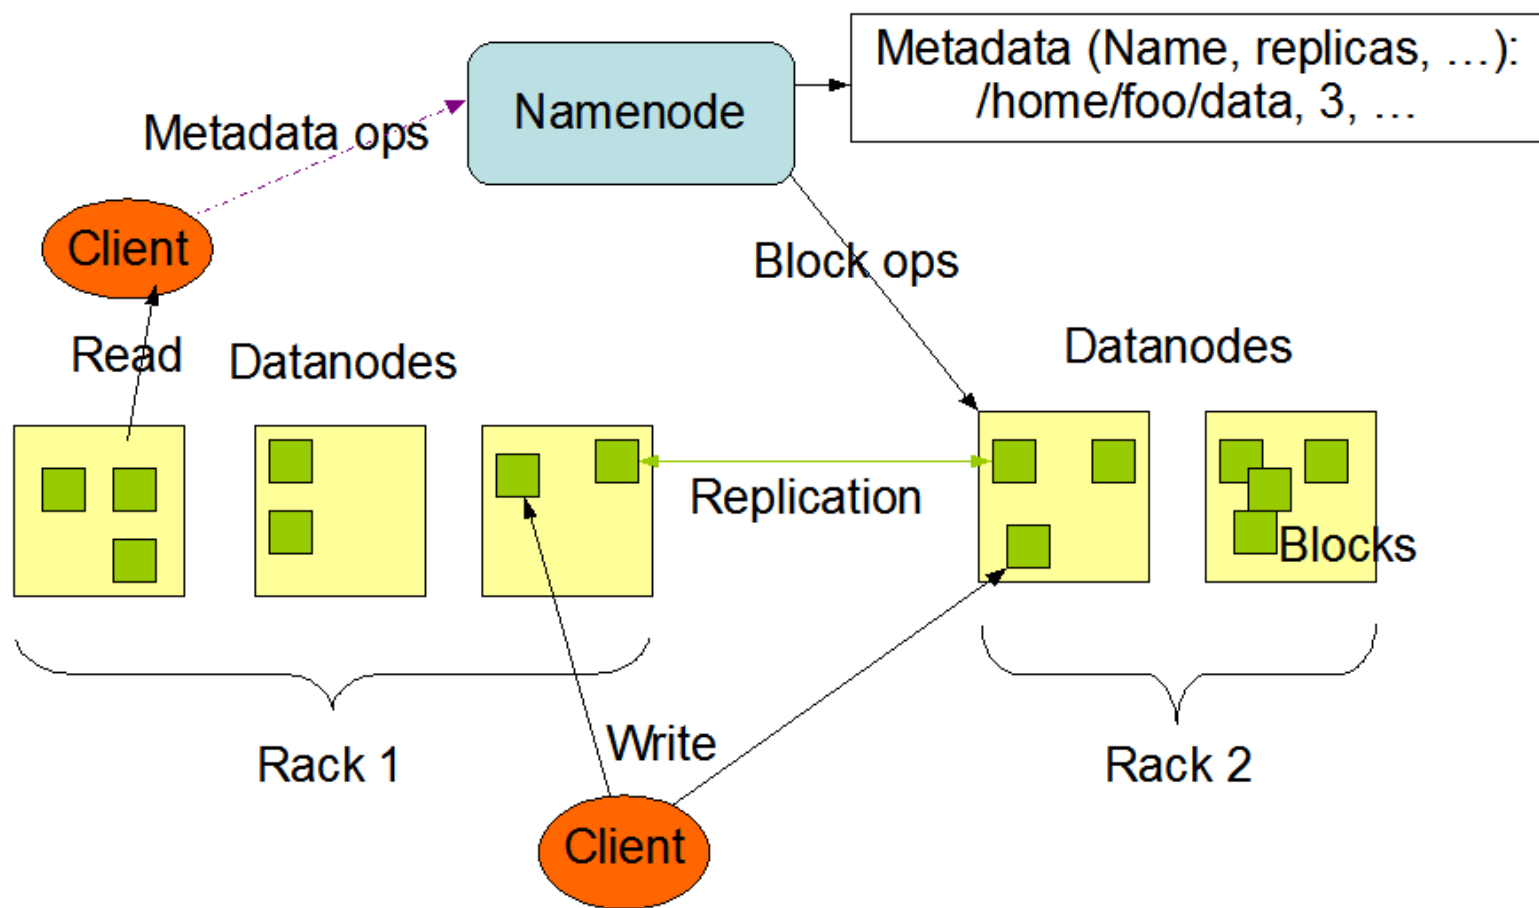 Metadata (Name, replicas, …):
/home/foo/data, 3, …
Namenode
Metadata ops
Client
Block ops
Read
Datanodes
Datanodes
Replication
Blocks
Write
Rack 1
Rack 2
Client